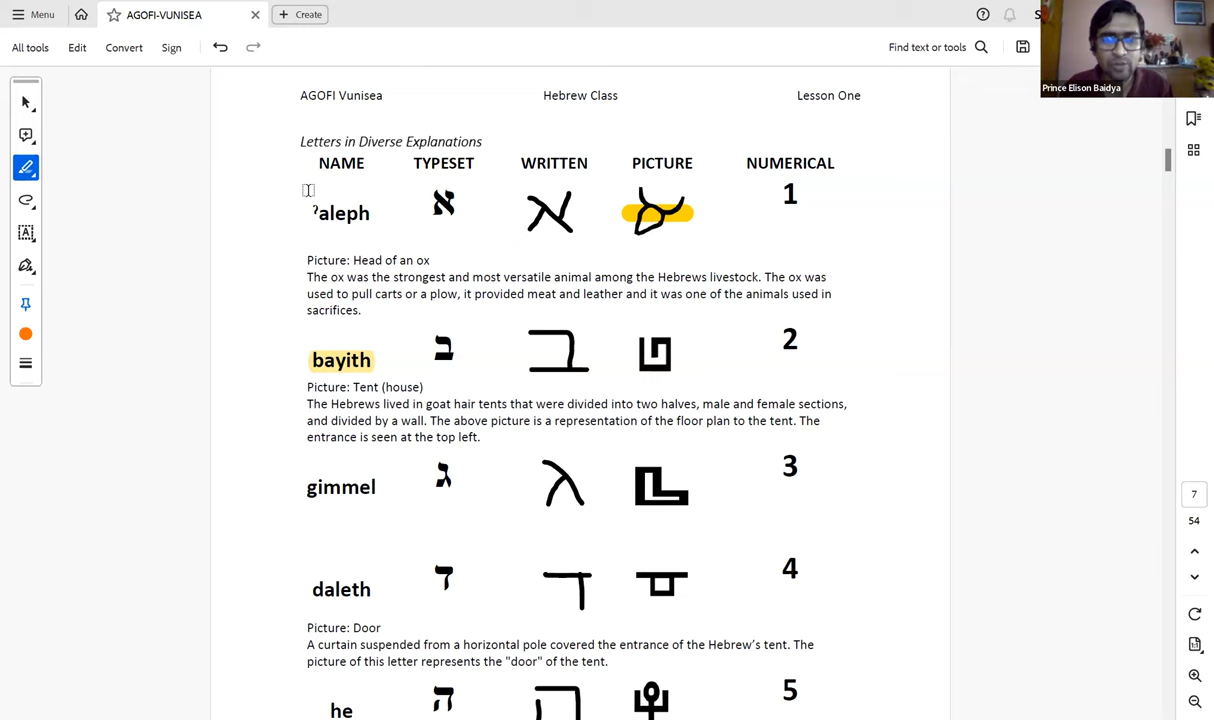 Menu
AGOFI-VUNISEA
Create
All tools
Edit
Convert
Sign
Find text or tools
Prince Elison Baidya
AGOFI Vunisea Hebrew Class Lesson One
Letters in Diverse Explanations
NAME TYPESET WRITTEN PICTURE NUMERICAL
ʾaleph א א 1
Picture: Head of an ox
The ox was the strongest and most versatile animal among the Hebrews livestock. The ox was
used to pull carts or a plow, it provided meat and leather and it was one of the animals used in
sacrifices.
bayith ב ב 2
Picture: Tent (house)
The Hebrews lived in goat hair tents that were divided into two halves, male and female sections,
and divided by a wall. The above picture is a representation of the floor plan to the tent. The
entrance is seen at the top left.
gimmel ג ג 3
daleth ד ד 4
Picture: Door
A curtain suspended from a horizontal pole covered the entrance of the Hebrew’s tent. The
picture of this letter represents the "door" of the tent.
he ה ה 5
7
54